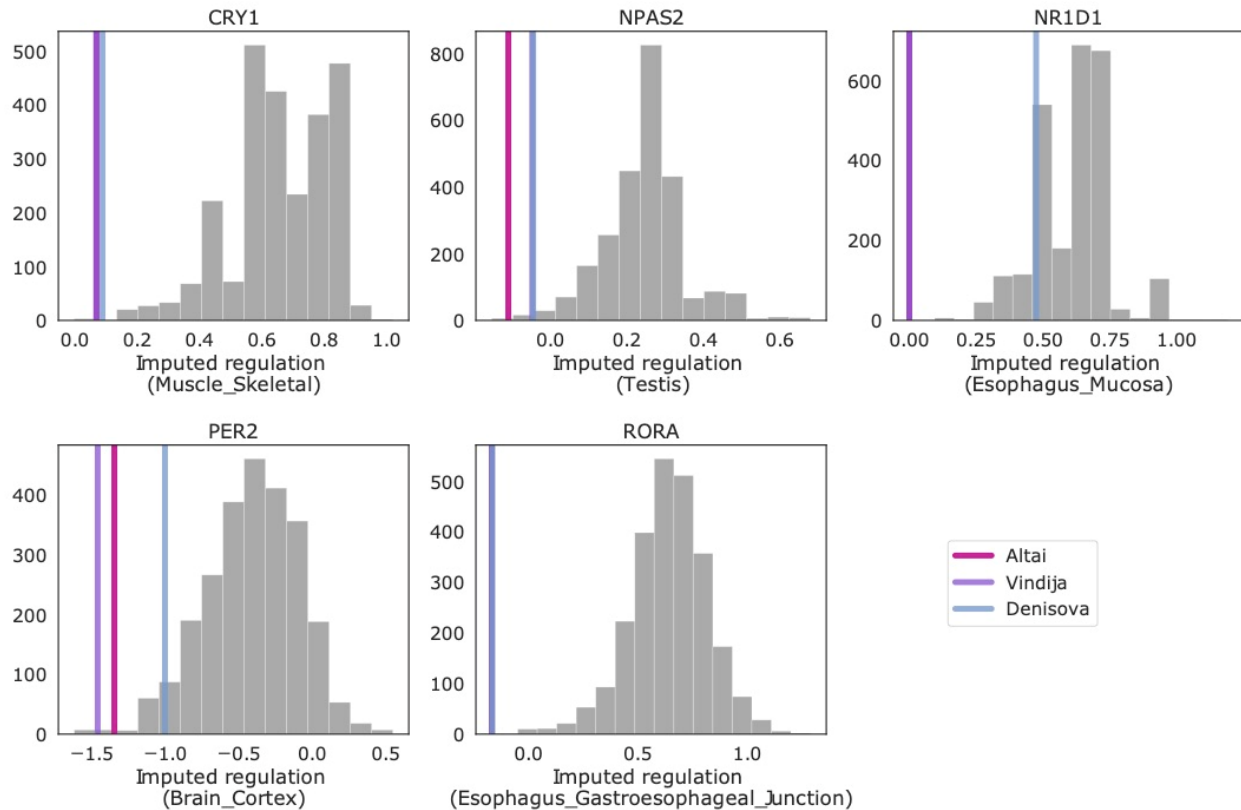 CRY1
500
400
300
200
100
0
0.0 0.2 0.4 0.6 0.8 1.0
Imputed regulation
(Muscle_Skeletal)
NPAS2
800
600
400
200
0
0.0 0.2 0.4 0.6
Imputed regulation
(Testis)
NR1D1
600
400
200
0
0.00 0.25 0.50 0.75 1.00
Imputed regulation
(Esophagus_Mucosa)
PER2
400
300
200
100
0
−1.5 −1.0 −0.5 0.0 0.5
Imputed regulation
(Brain_Cortex)
RORA
500
400
300
200
100
0
0.0 0.5 1.0
Imputed regulation
(Esophagus_Gastroesophageal_Junction)
Altai
Vindija
Denisova